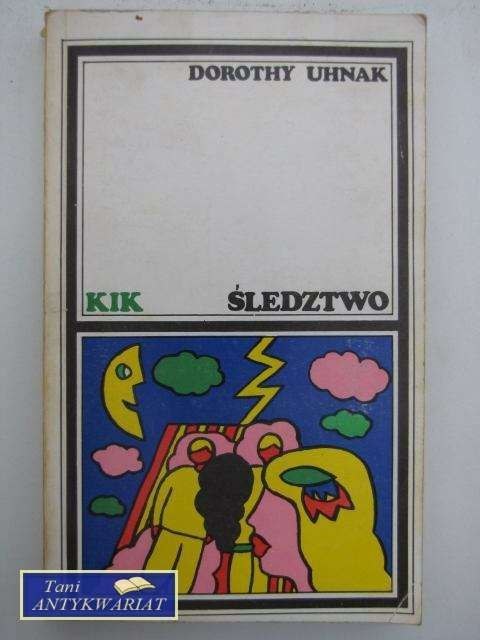 DOROTHY UHNAK
KIK ŚLEDZTWO
Tani
ANTYKWARIAT